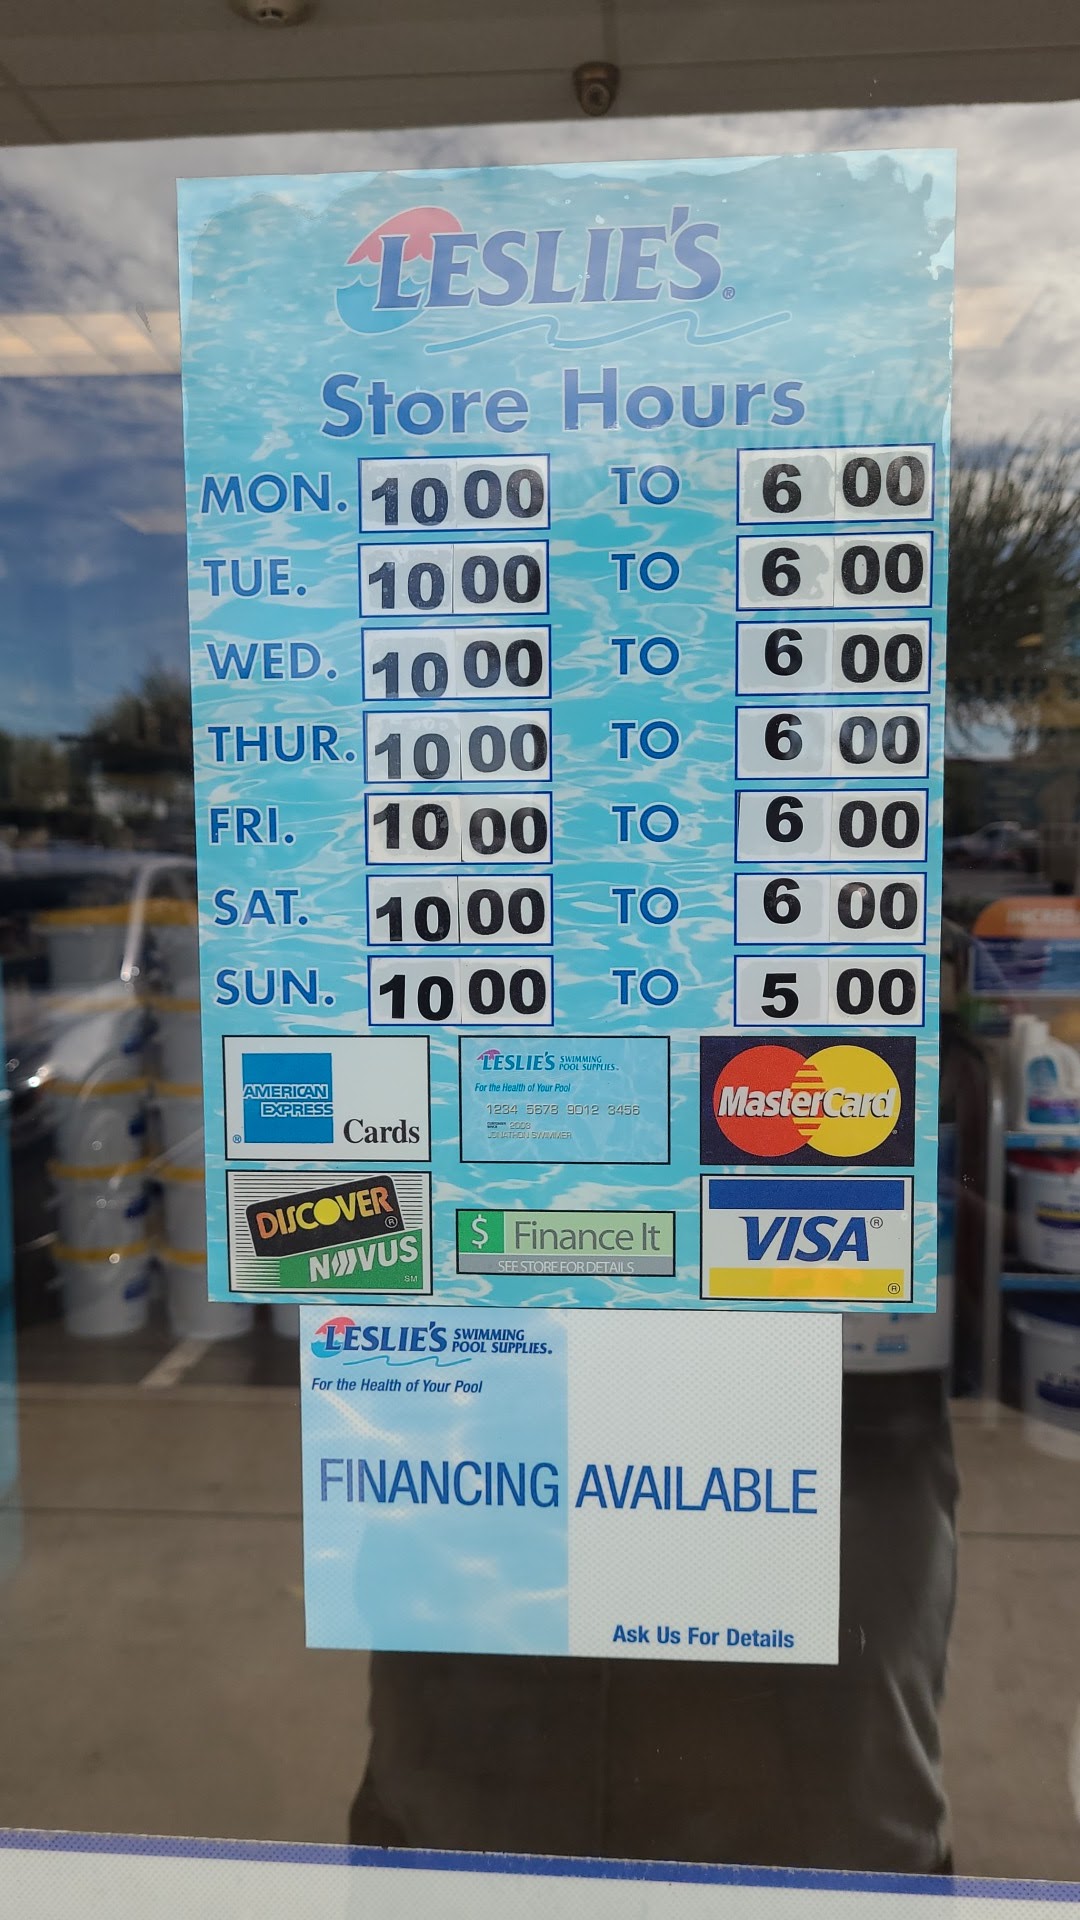 LESLIE'S®
Store Hours
MON. 10 00 TO 6 00
TUE. 10 00 TO 6 00
WED. 10 00 TO 6 00
THUR. 10 00 TO 6 00
FRI. 10 00 TO 6 00
SAT. 10 00 TO 6 00
SUN. 10 00 TO 5 00
AMERICAN
EXPRESS
® Cards
LESLIE'S SWIMMING
POOL SUPPLIES.
For the Health of Your Pool
1234 5678 9012 3456
2003
JONATHON SWIMMER
MasterCard
DISCOVER®
NOVUS
SM
$ Finance It
SEE STORE FOR DETAILS
VISA®
®
LESLIE'S SWIMMING
POOL SUPPLIES.
For the Health of Your Pool
FINANCING AVAILABLE
Ask Us For Details